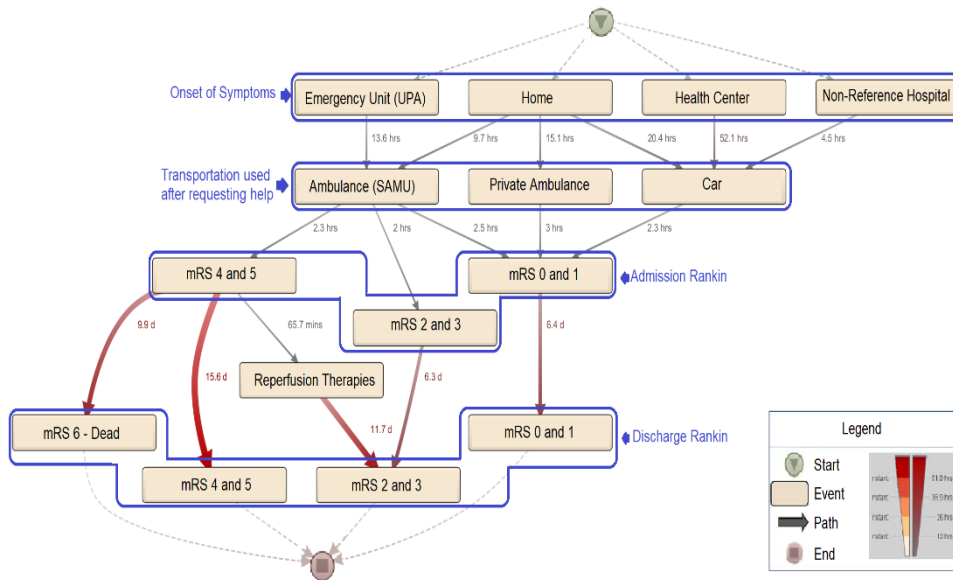 Onset of Symptoms
Emergency Unit (UPA)
Home
Health Center
Non-Reference Hospital
13.6 hrs
9.7 hrs
15.1 hrs
20.4 hrs
52.1 hrs
4.5 hrs
Transportation used
after requesting help
Ambulance (SAMU)
Private Ambulance
Car
2.3 hrs
2 hrs
2.5 hrs
3 hrs
2.3 hrs
mRS 4 and 5
mRS 0 and 1
Admission Rankin
mRS 2 and 3
9.9 d
15.6 d
65.7 mins
6.3 d
6.4 d
Reperfusion Therapies
11.7 d
mRS 6 - Dead
mRS 0 and 1
Discharge Rankin
mRS 4 and 5
mRS 2 and 3
Legend
Start
Event
Path
End
instant
instant
instant
instant